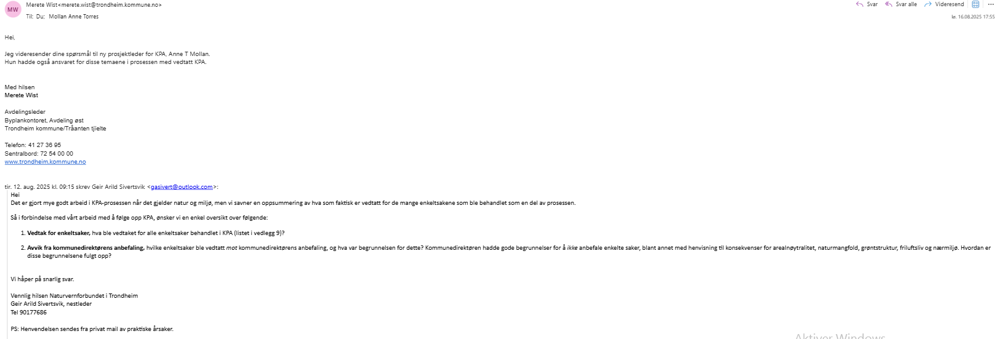 MW
Merete Wist<merete.wist@trondheim.kommune.no>
Til: Du; Mollan Anne Torres
Svar Svar alle Videresend
lø. 16.08.2025 17:55
Hei,
Jeg videresender dine spørsmål til ny prosjektleder for KPA, Anne T Mollan.
Hun hadde også ansvaret for disse temaene i prosessen med vedtatt KPA.
Med hilsen
Merete Wist
Avdelingsleder
Byplankontoret, Avdeling øst
Trondheim kommune/Tråanten tjïelte
Telefon: 41 27 36 95
Sentralbord: 72 54 00 00
www.trondheim.kommune.no
tir. 12. aug. 2025 kl. 09:15 skrev Geir Arild Sivertsvik <gasivert@outlook.com>:
Hei
Det er gjort mye godt arbeid i KPA-prosessen når det gjelder natur og miljø, men vi savner en oppsummering av hva som faktisk er vedtatt for de mange enkeltsakene som ble behandlet som en del av prosessen.
Så i forbindelse med vårt arbeid med å følge opp KPA, ønsker vi en enkel oversikt over følgende:
1. Vedtak for enkeltsaker, hva ble vedtaket for alle enkeltsaker behandlet i KPA (listet i vedlegg 9)?
2. Avvik fra kommunedirektørens anbefaling, hvilke enkeltsaker ble vedtatt mot kommunedirektørens anbefaling, og hva var begrunnelsen for dette? Kommunedirektøren hadde gode begrunnelser for å ikke anbefale enkelte saker, blant annet med henvisning til konsekvenser for arealnøytralitet, naturmangfold, grøntstruktur, friluftsliv og nærmiljø. Hvordan er
disse begrunnelsene fulgt opp?
Vi håper på snarlig svar.
Vennlig hilsen Naturvernforbundet i Trondheim
Geir Arild Sivertsvik, nestleder
Tel 90177686
PS: Henvendelsen sendes fra privat mail av praktiske årsaker.
Aktiver Windows